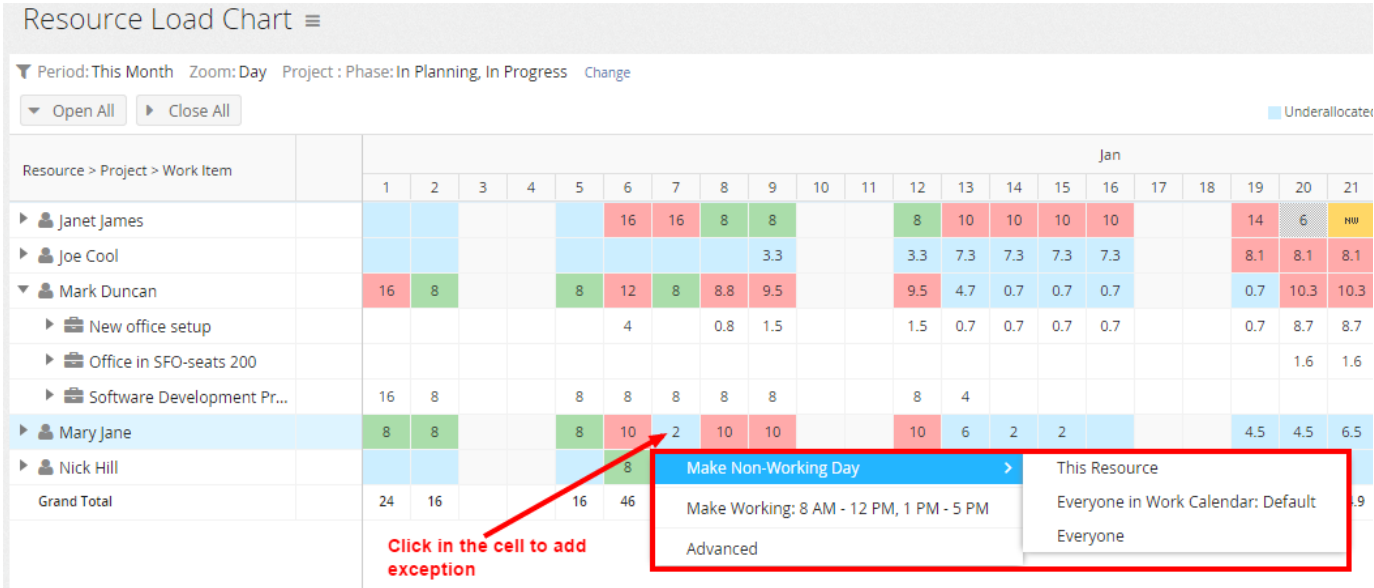 Resource Load Chart
Period: This Month Zoom: Day Project : Phase: In Planning, In Progress Change
Open All Close All Underallocated
Jan
Resource > Project > Work Item
1 2 3 4 5 6 7 8 9 10 11 12 13 14 15 16 17 18 19 20 21
Janet James 16 16 8 8 8 10 10 10 10 14 6 NW
Joe Cool 3.3 3.3 7.3 7.3 7.3 7.3 8.1 8.1 8.1
Mark Duncan 16 8 8 12 8 8.8 9.5 9.5 4.7 0.7 0.7 0.7 0.7 10.3 10.3
New office setup 4 0.8 1.5 1.5 0.7 0.7 0.7 0.7 0.7 8.7 8.7
Office in SFO-seats 200 1.6 1.6
Software Development Pr... 16 8 8 8 8 8 8 8 4
Mary Jane 8 8 8 10 2 10 10 10 6 2 2 4.5 4.5 6.5
Nick Hill 8 Make Non-Working Day This Resource
Grand Total 24 16 16 46 Make Working: 8 AM - 12 PM, 1 PM - 5 PM Everyone in Work Calendar: Default .9
Everyone
Click in the cell to add Advanced
exception